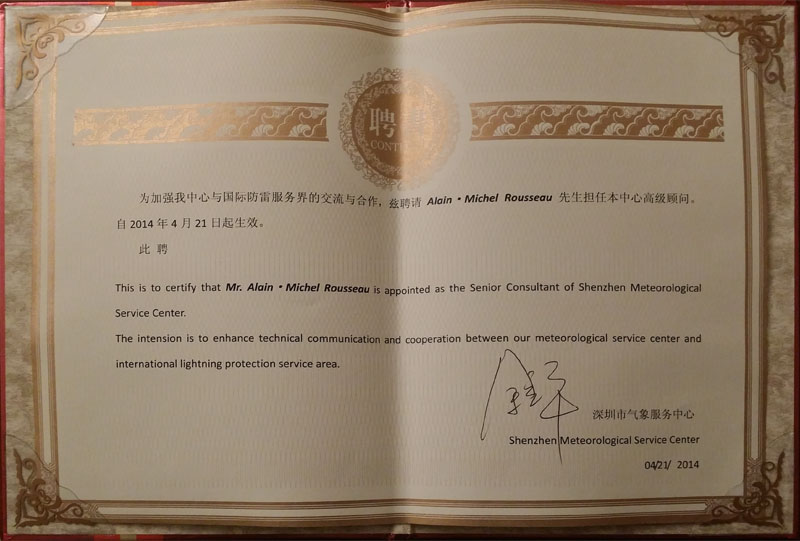 聘
为加强我中心与国际防雷服务界的交流与合作，兹聘请 Alain·Michel Rousseau 先生担任本中心高级顾问。
自 2014 年 4 月 21 日起生效。
此 聘
This is to certify that Mr. Alain·Michel Rousseau is appointed as the Senior Consultant of Shenzhen Meteorological
Service Center.
The intension is to enhance technical communication and cooperation between our meteorological service center and
international lightning protection service area.
深圳市气象服务中心
Shenzhen Meteorological Service Center
04/21/ 2014